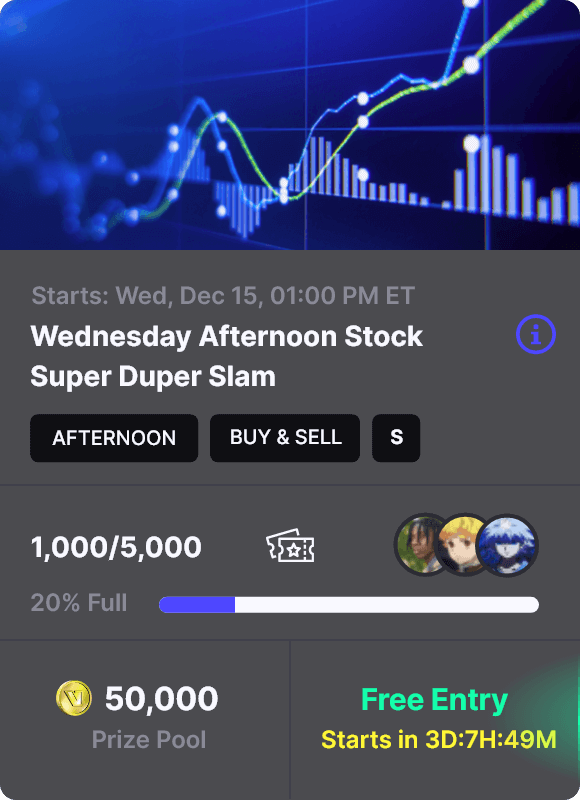 Starts: Wed, Dec 15, 01:00 PM ET
Wednesday Afternoon Stock
Super Duper Slam
AFTERNOON BUY & SELL S
1,000/5,000
20% Full
50,000
Prize Pool
Free Entry
Starts in 3D:7H:49M